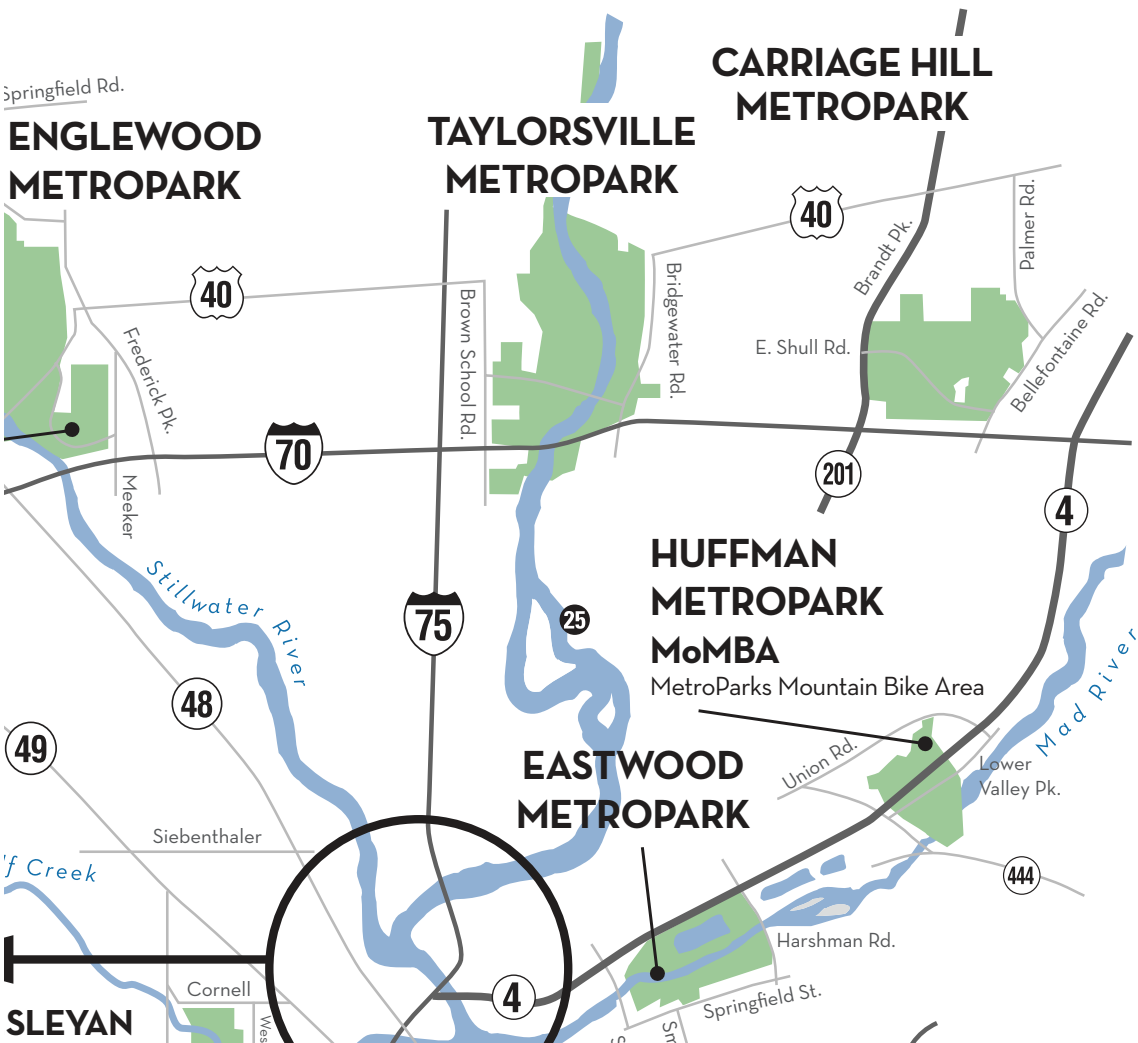 Springfield Rd.
ENGLEWOOD
METROPARK
TAYLORSVILLE
METROPARK
CARRIAGE HILL
METROPARK
40
40
Brandt Pk.
Palmer Rd.
Bridgewater Rd.
Brown School Rd.
Frederick Pk.
E. Shull Rd.
Bellefontaine Rd.
70
201
4
Meeker
HUFFMAN
METROPARK
MoMBA
MetroParks Mountain Bike Area
Stillwater River
75
25
Mad River
48
49
EASTWOOD
METROPARK
Union Rd.
Lower
Valley Pk.
Siebenthaler
lf Creek
444
Harshman Rd.
Cornell
4
Springfield St.
SLEYAN
Wes
Sm